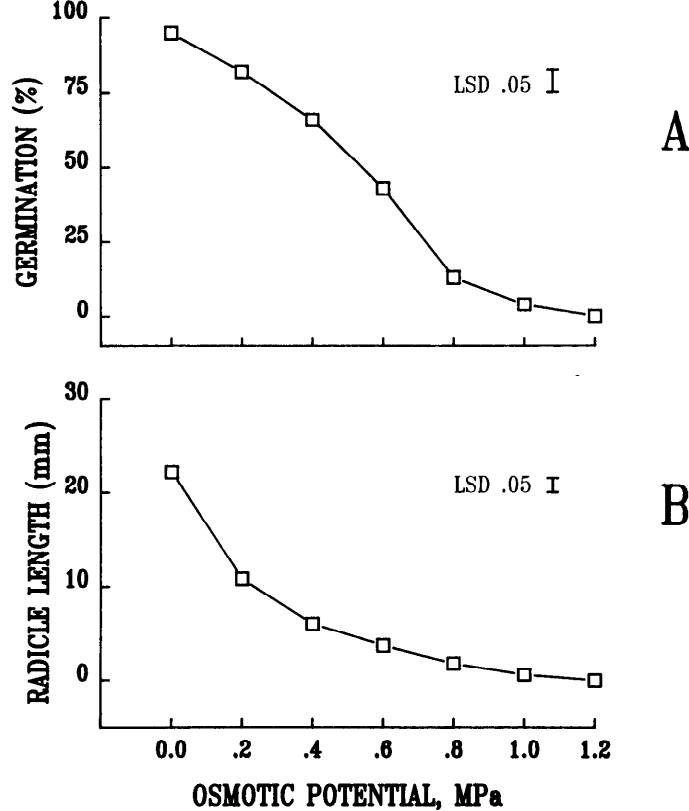 100
75
50
25
0
GERMINATION (%)
LSD .05
A
30
20
10
0
RADICLE LENGTH (mm)
LSD .05
B
0.0 .2 .4 .6 .8 1.0 1.2
OSMOTIC POTENTIAL, MPa